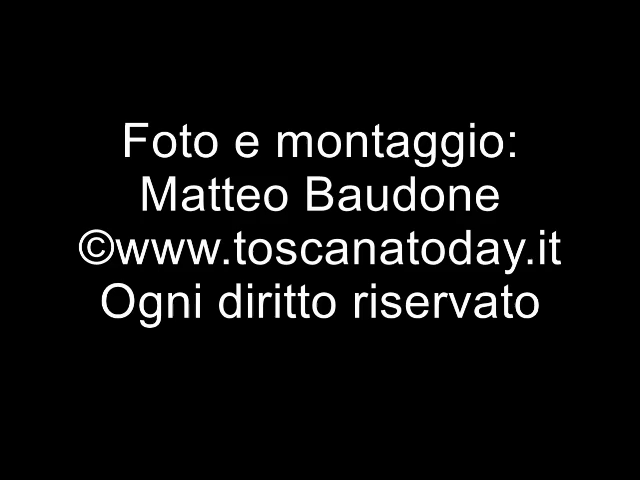 Foto e montaggio:
Matteo Baudone
©www.toscanatoday.it
Ogni diritto riservato